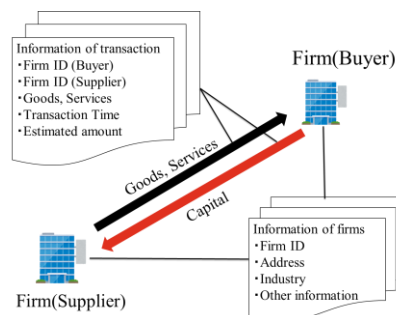 Information of transaction
・Firm ID (Buyer)
・Firm ID (Supplier)
・Goods, Services
・Transaction Time
・Estimated amount
Firm(Buyer)
Goods, Services
Capital
Information of firms
・Firm ID
・Address
・Industry
・Other information
Firm(Supplier)